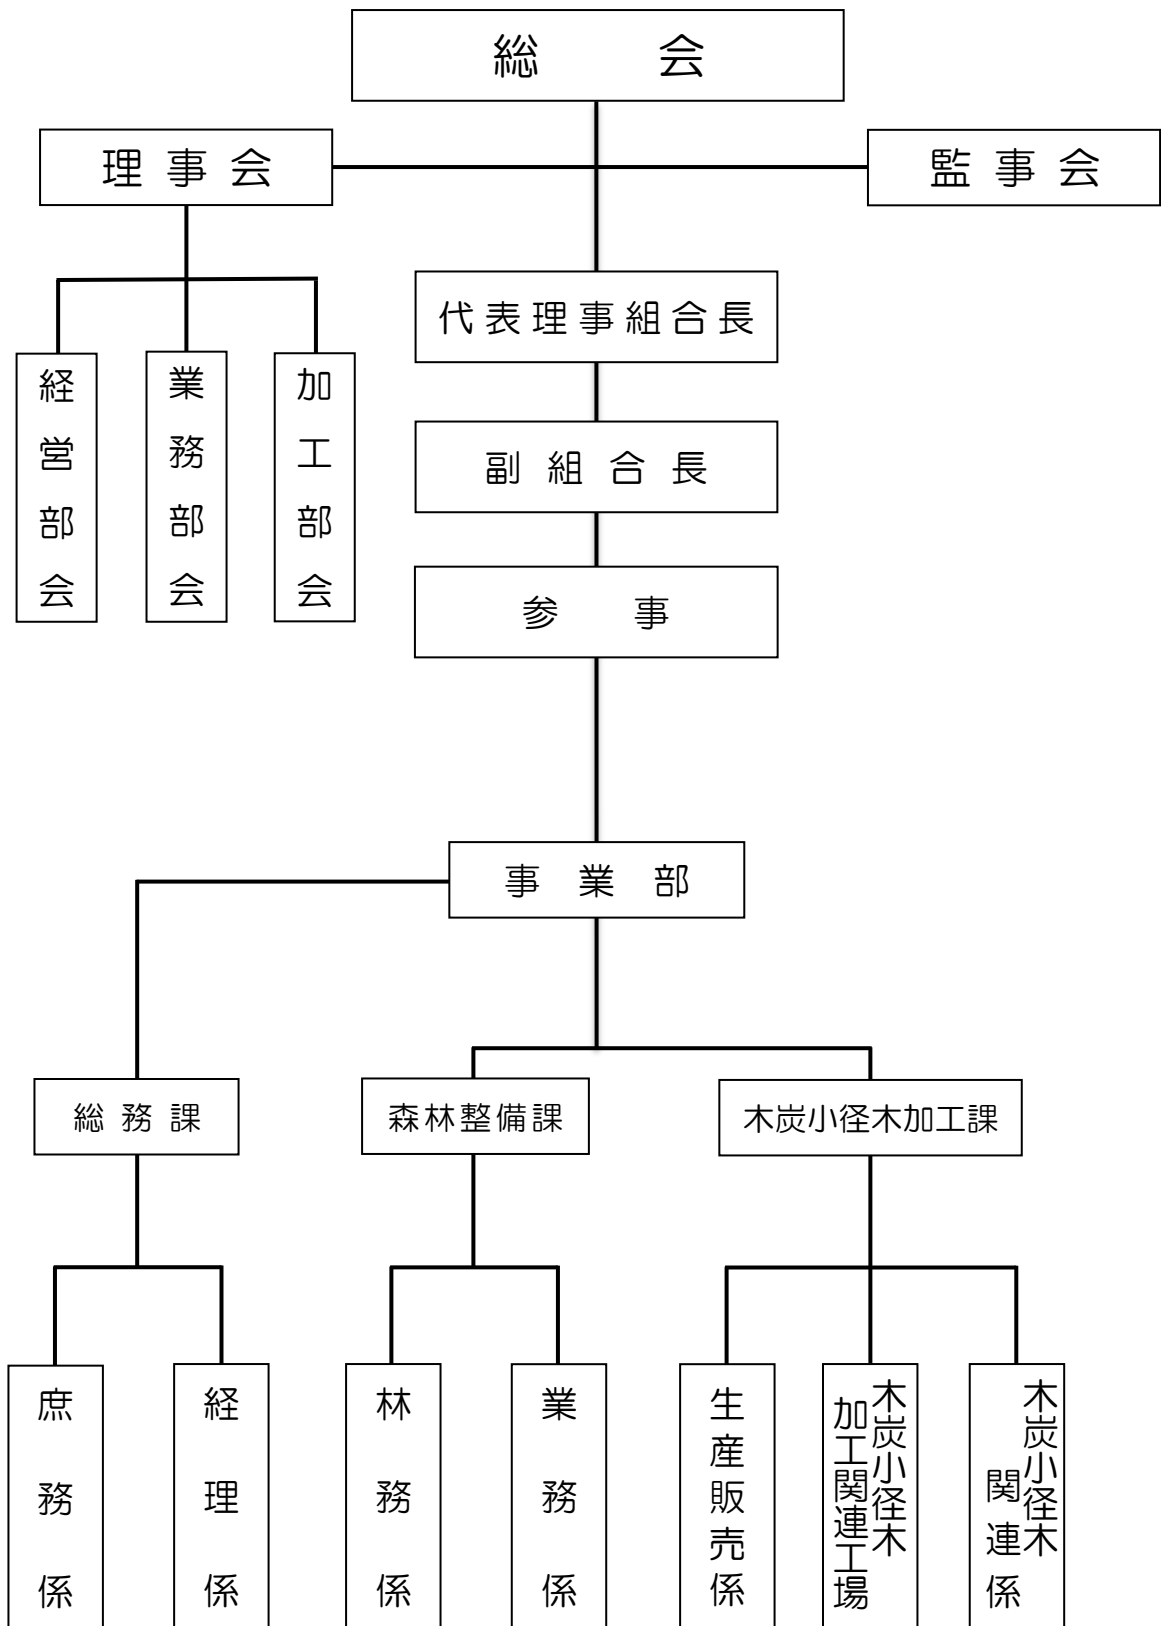 総会
理事会
監事会
代表理事組合長
経営部会
業務部会
加工部会
副組合長
参事
事業部
総務課
森林整備課
木炭小径木加工課
庶務係
経理係
林務係
業務係
生産販売係
木炭小径木
加工関連工場
木炭小径木
関連係